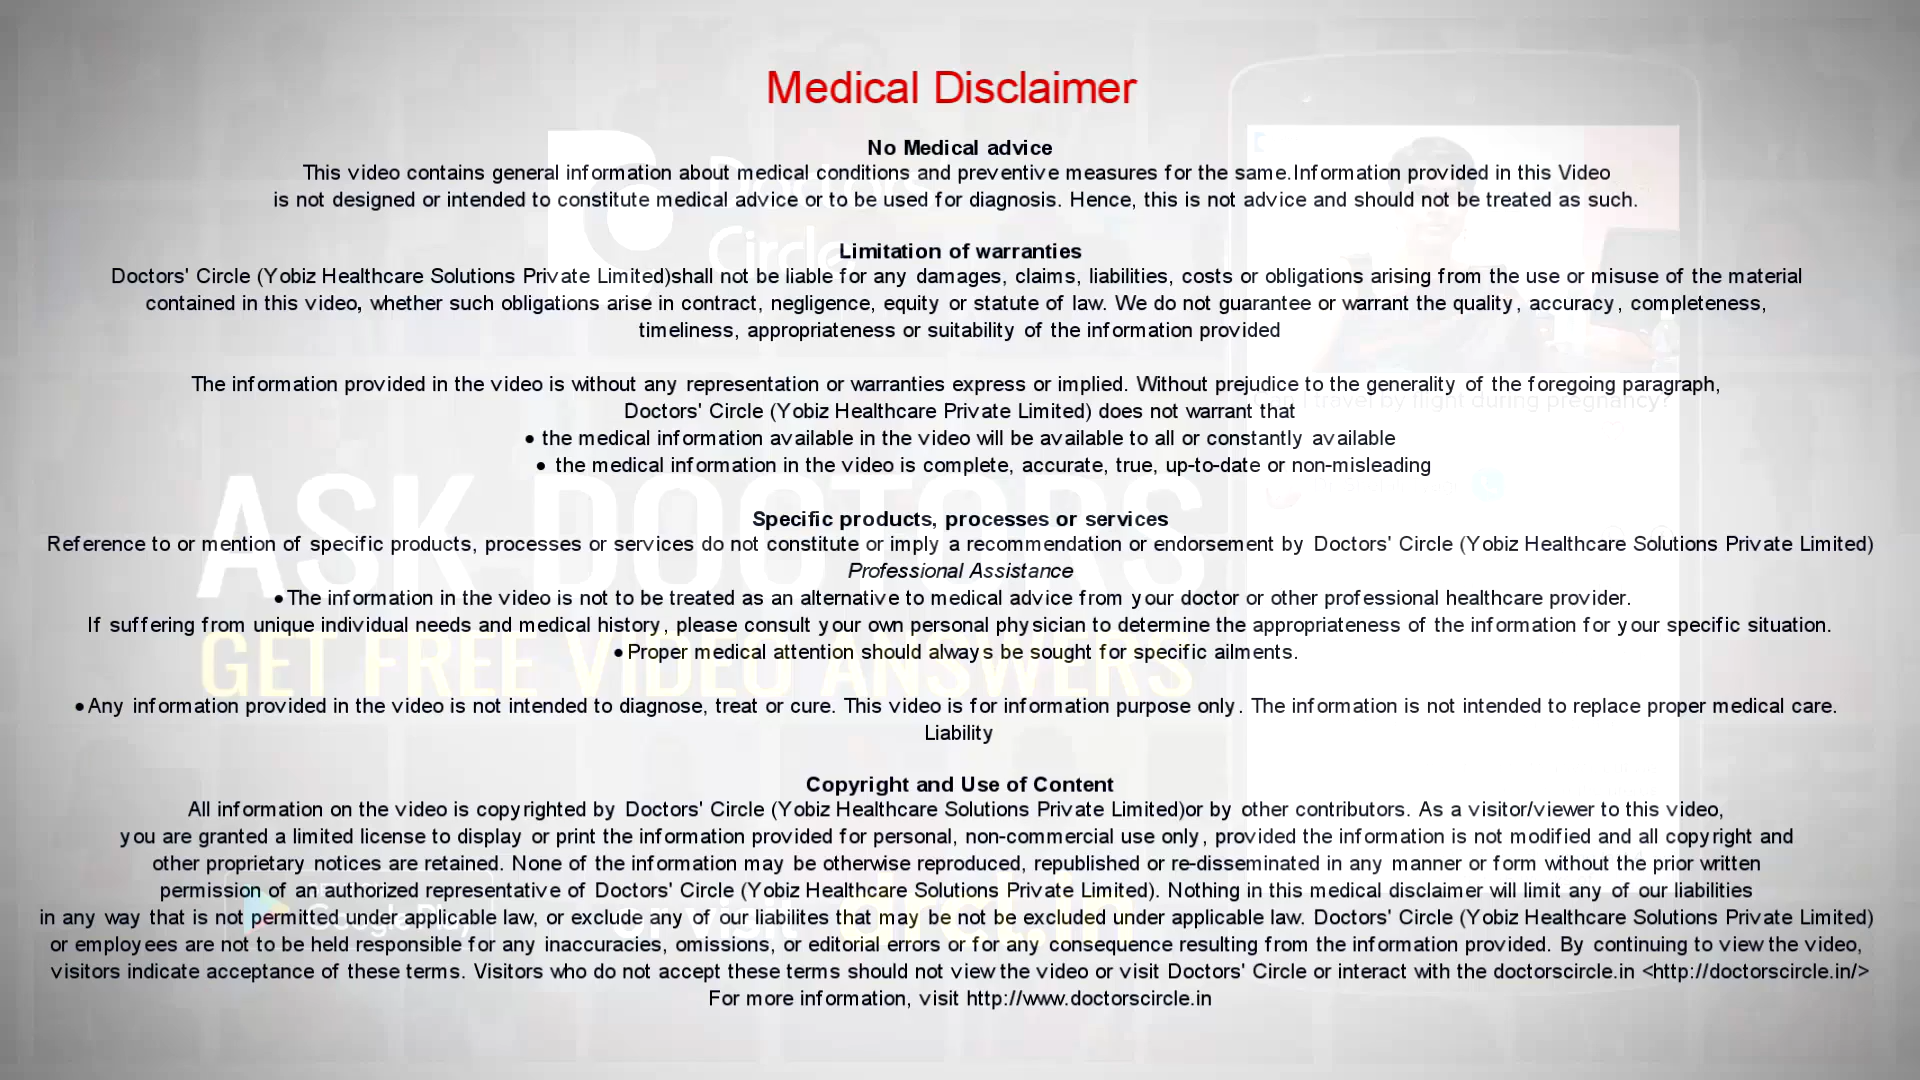 Medical Disclaimer
No Medical advice
This video contains general information about medical conditions and preventive measures for the same.Information provided in this Video
is not designed or intended to constitute medical advice or to be used for diagnosis. Hence, this is not advice and should not be treated as such.
Doctors'
Circle
Limitation of warranties
Doctors' Circle (Yobiz Healthcare Solutions Private Limited)shall not be liable for any damages, claims, liabilities, costs or obligations arising from the use or misuse of the material
contained in this video, whether such obligations arise in contract, negligence, equity or statute of law. We do not guarantee or warrant the quality, accuracy, completeness,
timeliness, appropriateness or suitability of the information provided
The information provided in the video is without any representation or warranties express or implied. Without prejudice to the generality of the foregoing paragraph,
Can I travel by flight during pregnancy?
Doctors' Circle (Yobiz Healthcare Private Limited) does not warrant that
• the medical information available in the video will be available to all or constantly available
• the medical information in the video is complete, accurate, true, up-to-date or non-misleading
ASK DOCTORS
Specific products, processes or services
Reference to or mention of specific products, processes or services do not constitute or imply a recommendation or endorsement by Doctors' Circle (Yobiz Healthcare Solutions Private Limited)
Professional Assistance
•The information in the video is not to be treated as an alternative to medical advice from your doctor or other professional healthcare provider.
If suffering from unique individual needs and medical history, please consult your own personal physician to determine the appropriateness of the information for your specific situation.
GET FREE VIDEO ANSWERS
•Proper medical attention should always be sought for specific ailments.
•Any information provided in the video is not intended to diagnose, treat or cure. This video is for information purpose only. The information is not intended to replace proper medical care.
Liability
Copyright and Use of Content
All information on the video is copyrighted by Doctors' Circle (Yobiz Healthcare Solutions Private Limited)or by other contributors. As a visitor/viewer to this video,
you are granted a limited license to display or print the information provided for personal, non-commercial use only, provided the information is not modified and all copyright and
other proprietary notices are retained. None of the information may be otherwise reproduced, republished or re-disseminated in any manner or form without the prior written
permission of an authorized representative of Doctors' Circle (Yobiz Healthcare Solutions Private Limited). Nothing in this medical disclaimer will limit any of our liabilities
Google Play or visit drcl.in
in any way that is not permitted under applicable law, or exclude any of our liabilites that may be not be excluded under applicable law. Doctors' Circle (Yobiz Healthcare Solutions Private Limited)
or employees are not to be held responsible for any inaccuracies, omissions, or editorial errors or for any consequence resulting from the information provided. By continuing to view the video,
visitors indicate acceptance of these terms. Visitors who do not accept these terms should not view the video or visit Doctors' Circle or interact with the doctorscircle.in <http://doctorscircle.in/>
For more information, visit http://www.doctorscircle.in